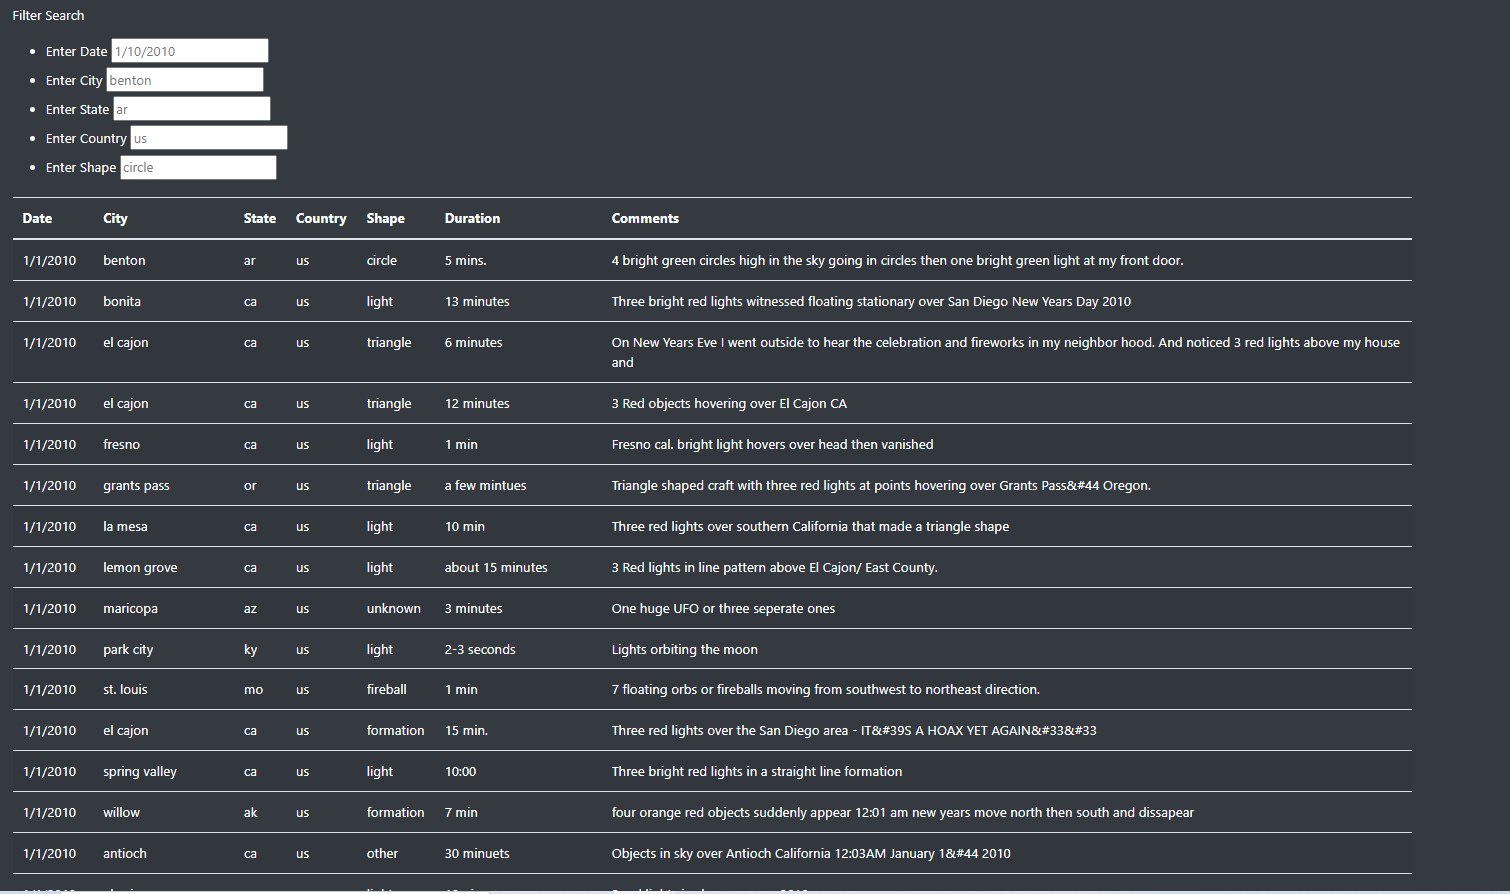 Filter Search
Enter Date 1/10/2010
Enter City benton
Enter State ar
Enter Country us
Enter Shape circle
Date City State Country Shape Duration Comments
1/1/2010 benton ar us circle 5 mins. 4 bright green circles high in the sky going in circles then one bright green light at my front door.
1/1/2010 bonita ca us light 13 minutes Three bright red lights witnessed floating stationary over San Diego New Years Day 2010
1/1/2010 el cajon ca us triangle 6 minutes On New Years Eve I went outside to hear the celebration and fireworks in my neighbor hood. And noticed 3 red lights above my house
and
1/1/2010 el cajon ca us triangle 12 minutes 3 Red objects hovering over El Cajon CA
1/1/2010 fresno ca us light 1 min Fresno cal. bright light hovers over head then vanished
1/1/2010 grants pass or us triangle a few mintues Triangle shaped craft with three red lights at points hovering over Grants Pass&#44 Oregon.
1/1/2010 la mesa ca us light 10 min Three red lights over southern California that made a triangle shape
1/1/2010 lemon grove ca us light about 15 minutes 3 Red lights in line pattern above El Cajon/ East County.
1/1/2010 maricopa az us unknown 3 minutes One huge UFO or three seperate ones
1/1/2010 park city ky us light 2-3 seconds Lights orbiting the moon
1/1/2010 st. louis mo us fireball 1 min 7 floating orbs or fireballs moving from southwest to northeast direction.
1/1/2010 el cajon ca us formation 15 min. Three red lights over the San Diego area - IT&#39S A HOAX YET AGAIN&#33&#33
1/1/2010 spring valley ca us light 10:00 Three bright red lights in a straight line formation
1/1/2010 willow ak us formation 7 min four orange red objects suddenly appear 12:01 am new years move north then south and dissapear
1/1/2010 antioch ca us other 30 minuets Objects in sky over Antioch California 12:03AM January 1&#44 2010